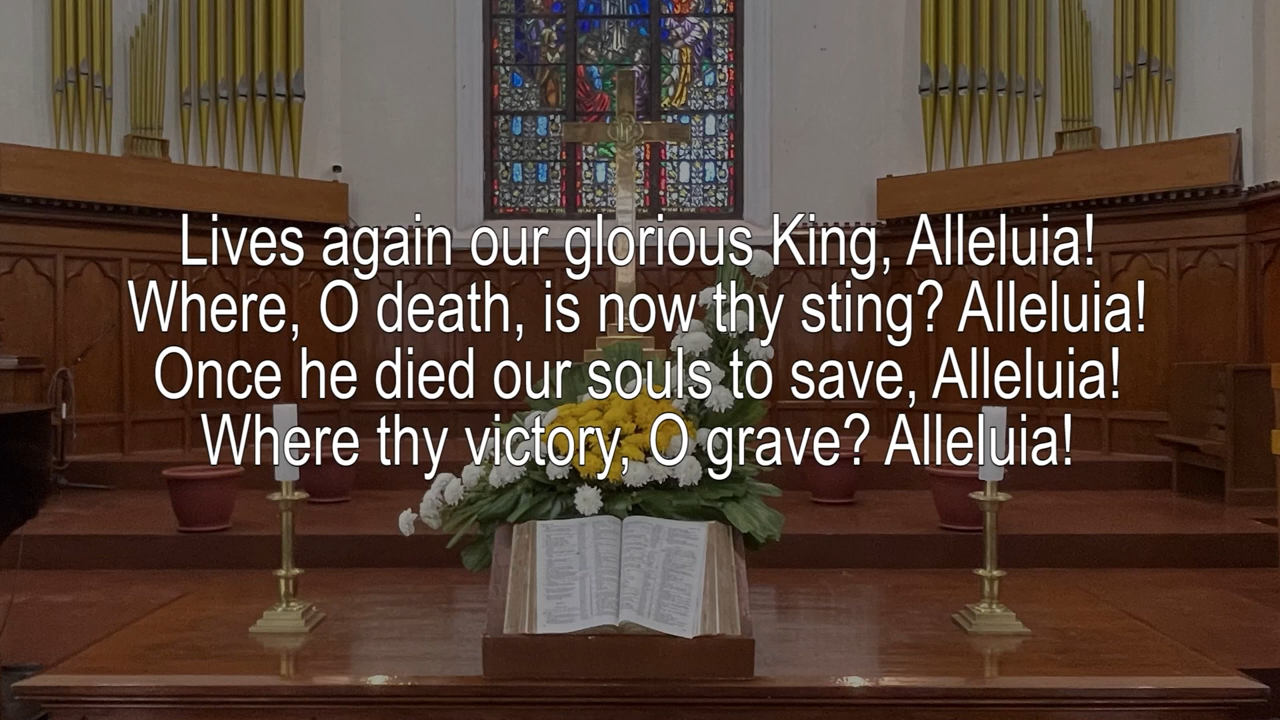 Lives again our glorious King, Alleluia!
Where, O death, is now thy sting? Alleluia!
Once he died our souls to save, Alleluia!
Where thy victory, O grave? Alleluia!